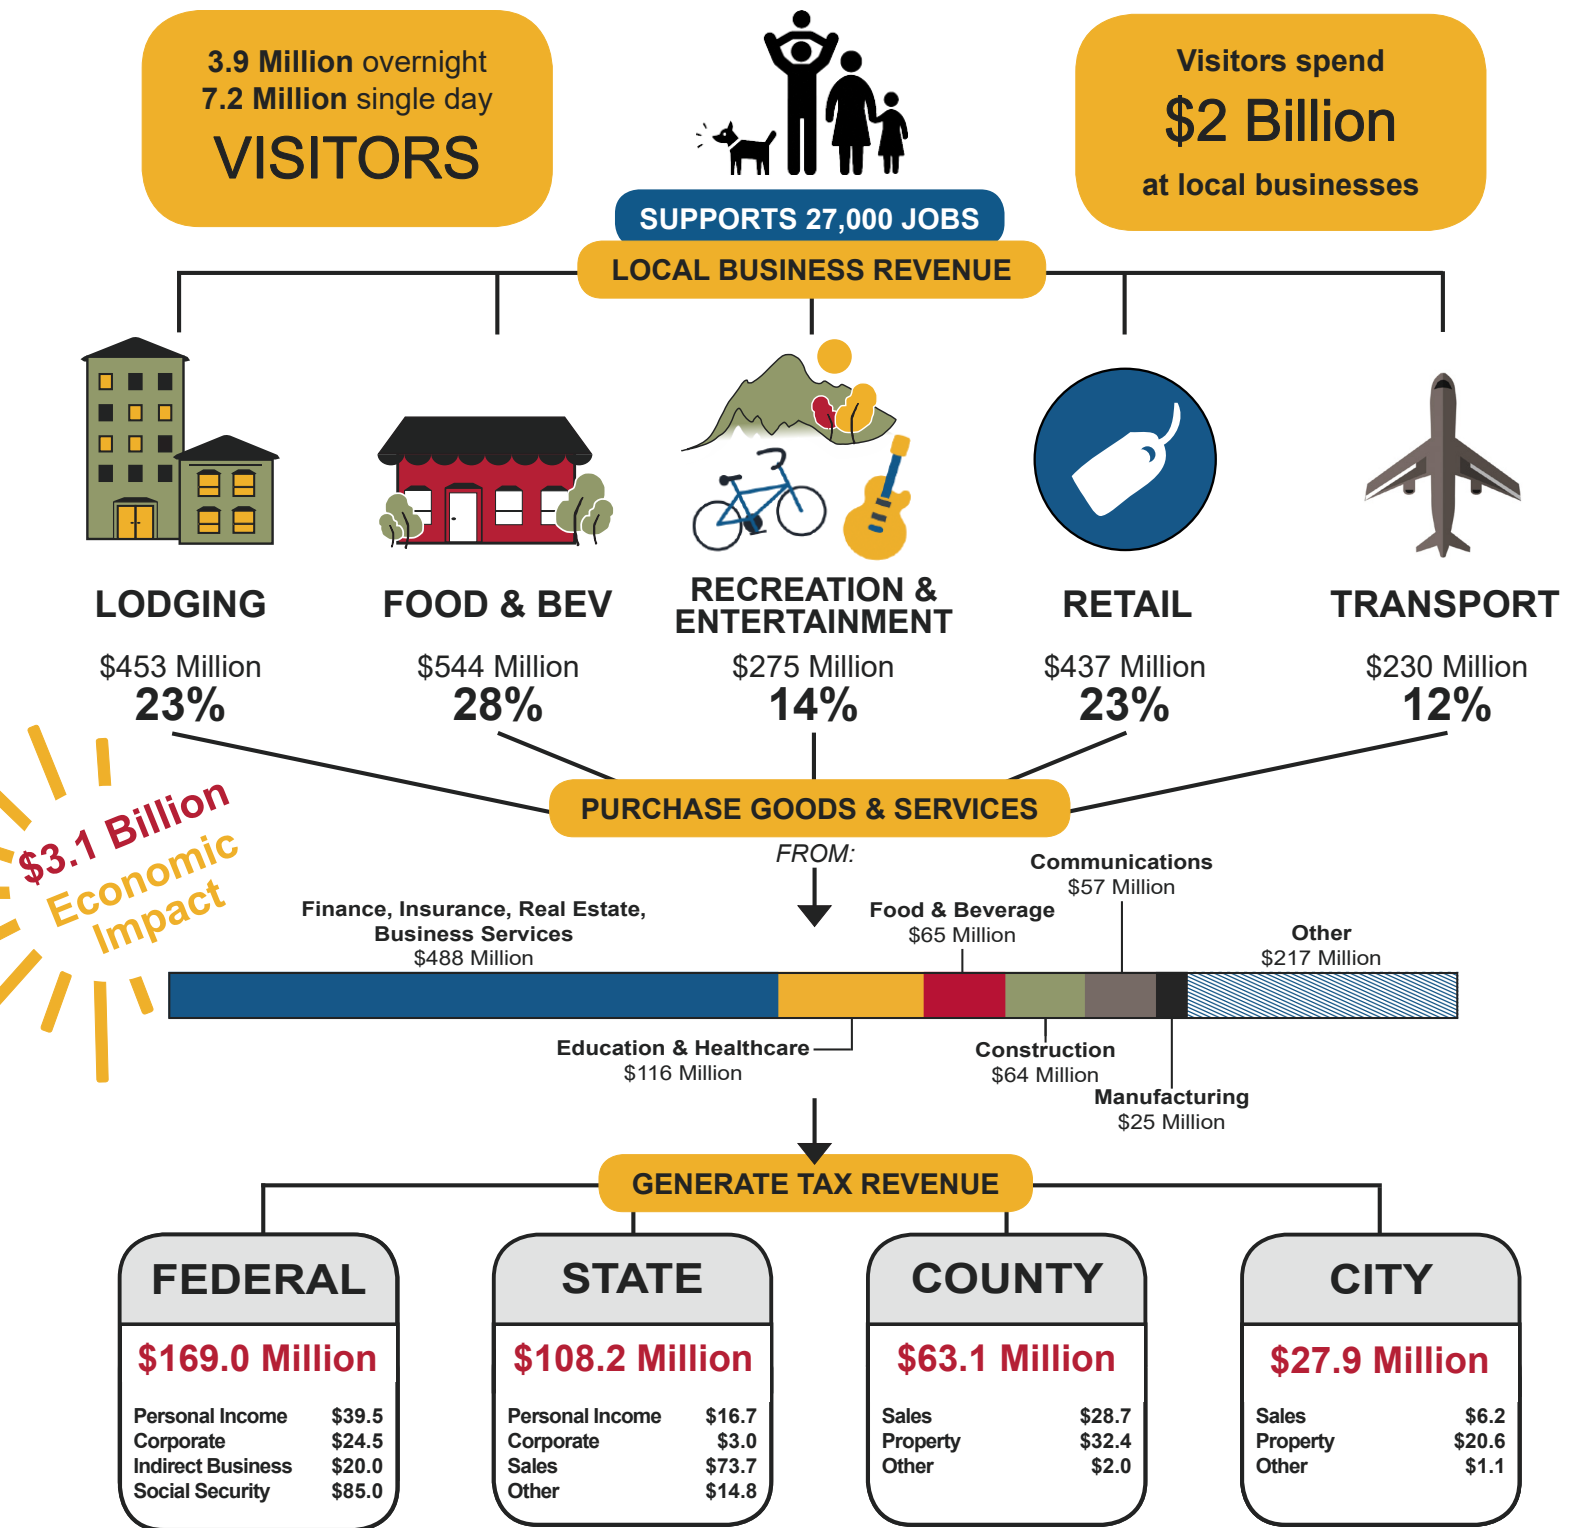 3.9 Million overnight
7.2 Million single day
VISITORS
Visitors spend
$2 Billion
at local businesses
SUPPORTS 27,000 JOBS
LOCAL BUSINESS REVENUE
LODGING
$453 Million
23%
FOOD & BEV
$544 Million
28%
RECREATION &
ENTERTAINMENT
$275 Million
14%
RETAIL
$437 Million
23%
TRANSPORT
$230 Million
12%
$3.1 Billion
Economic
Impact
PURCHASE GOODS & SERVICES
FROM:
Finance, Insurance, Real Estate,
Business Services
$488 Million
Food & Beverage
$65 Million
Communications
$57 Million
Other
$217 Million
Education & Healthcare
$116 Million
Construction
$64 Million
Manufacturing
$25 Million
GENERATE TAX REVENUE
FEDERAL
$169.0 Million
Personal Income $39.5
Corporate $24.5
Indirect Business $20.0
Social Security $85.0
STATE
$108.2 Million
Personal Income $16.7
Corporate $3.0
Sales $73.7
Other $14.8
COUNTY
$63.1 Million
Sales $28.7
Property $32.4
Other $2.0
CITY
$27.9 Million
Sales $6.2
Property $20.6
Other $1.1